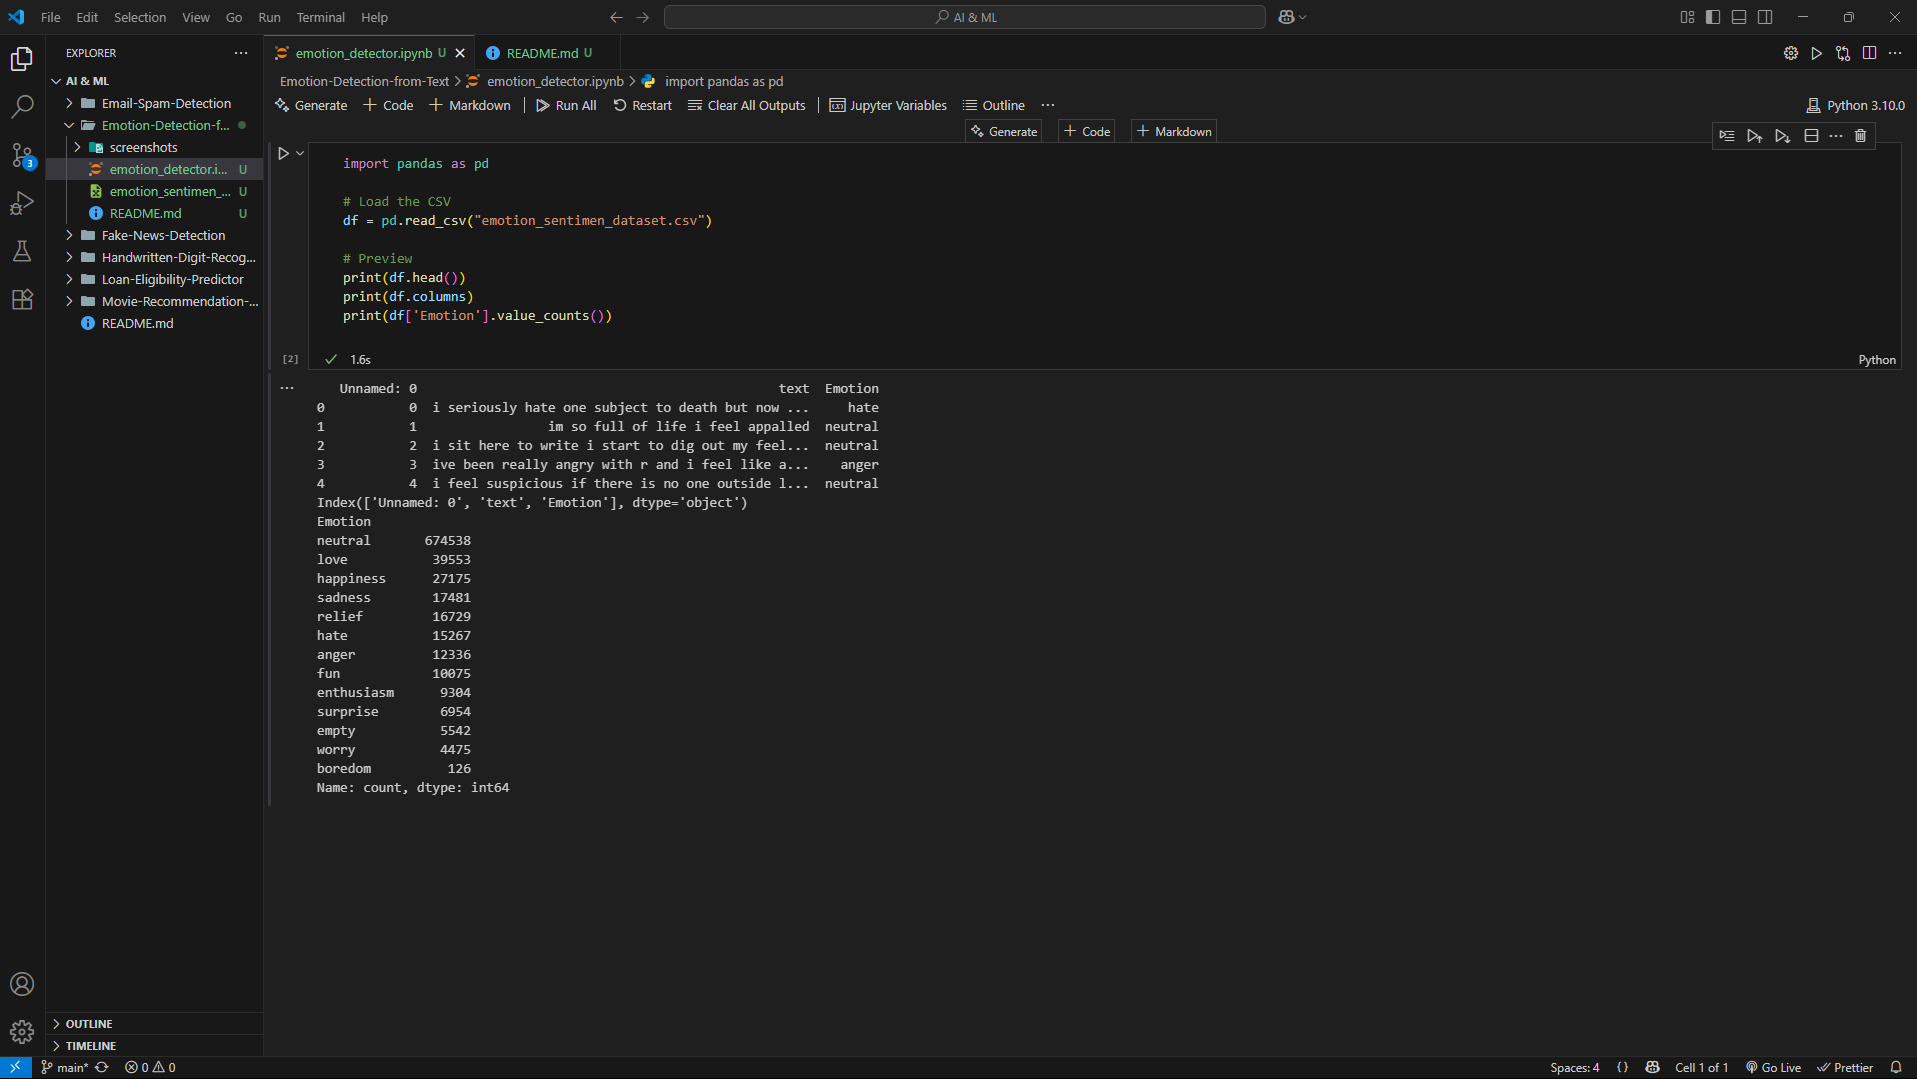 File Edit Selection View Go Run Terminal Help
AI & ML
EXPLORER
AI & ML
Email-Spam-Detection
Emotion-Detection-f...
screenshots
emotion_detector.i... U
emotion_sentimen_... U
README.md U
Fake-News-Detection
Handwritten-Digit-Recog...
Loan-Eligibility-Predictor
Movie-Recommendation-...
README.md
OUTLINE
TIMELINE
emotion_detector.ipynb U
README.md U
Emotion-Detection-from-Text > emotion_detector.ipynb > import pandas as pd
Generate + Code + Markdown Run All Restart Clear All Outputs Jupyter Variables Outline ...
Python 3.10.0
Generate + Code + Markdown
import pandas as pd
# Load the CSV
df = pd.read_csv("emotion_sentimen_dataset.csv")
# Preview
print(df.head())
print(df.columns)
print(df['Emotion'].value_counts())
[2] 1.6s Python
Unnamed: 0 text Emotion
0 0 i seriously hate one subject to death but now ... hate
1 1 im so full of life i feel appalled neutral
2 2 i sit here to write i start to dig out my feel... neutral
3 3 ive been really angry with r and i feel like a... anger
4 4 i feel suspicious if there is no one outside l... neutral
Index(['Unnamed: 0', 'text', 'Emotion'], dtype='object')
Emotion
neutral 674538
love 39553
happiness 27175
sadness 17481
relief 16729
hate 15267
anger 12336
fun 10075
enthusiasm 9304
surprise 6954
empty 5542
worry 4475
boredom 126
Name: count, dtype: int64
3
main* 0 0
Spaces: 4 {} Cell 1 of 1 Go Live Prettier